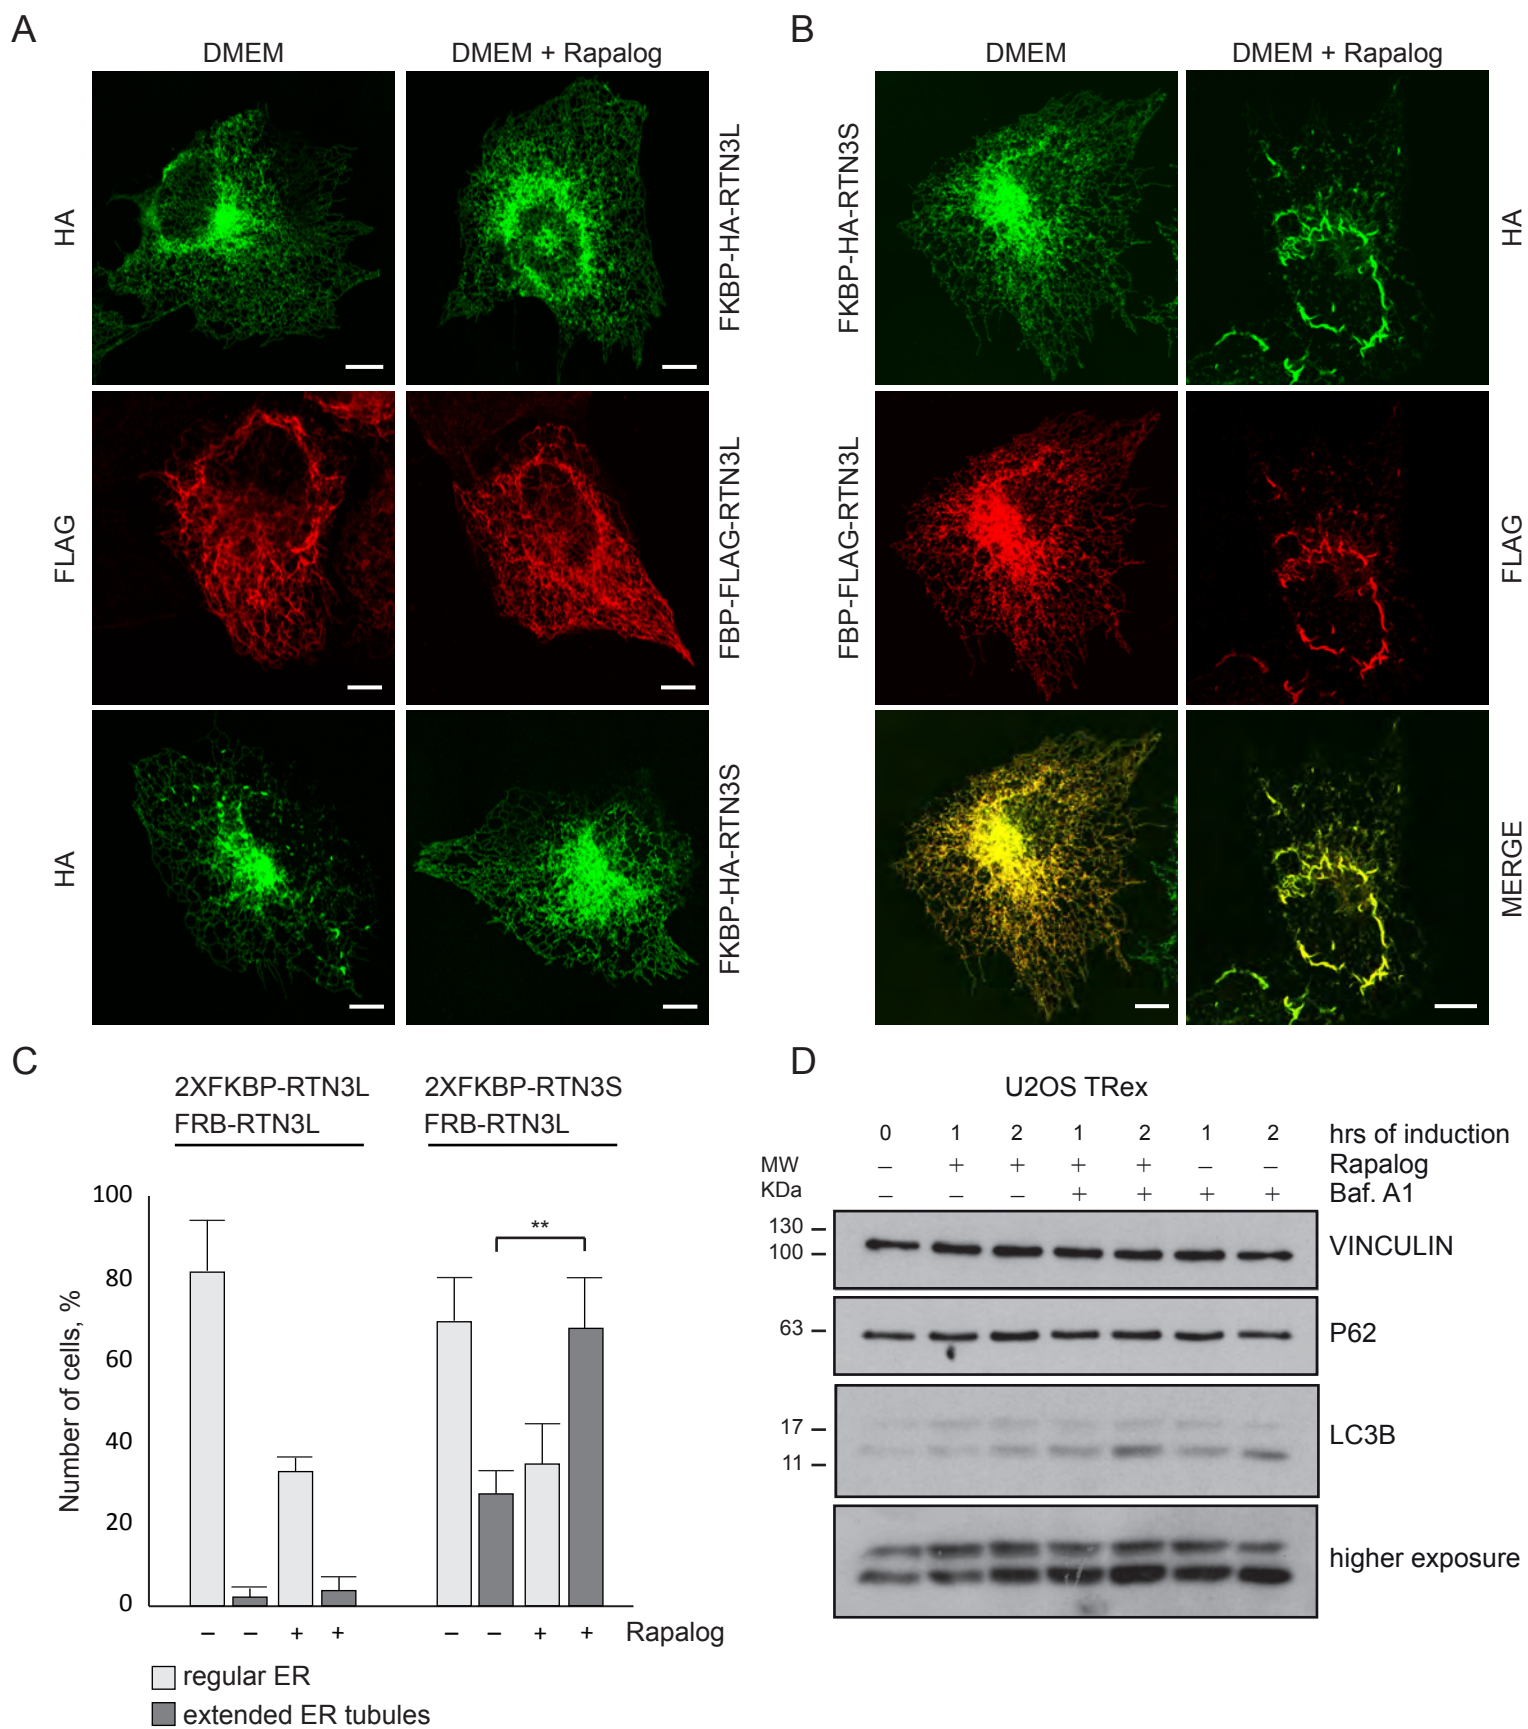 A
DMEM
DMEM + Rapalog
HA
FKBP-HA-RTN3L
FLAG
FBP-FLAG-RTN3L
HA
FKBP-HA-RTN3S
B
DMEM
DMEM + Rapalog
FKBP-HA-RTN3S
HA
FBP-FLAG-RTN3L
FLAG
MERGE
C
2XFKBP-RTN3L
FRB-RTN3L
2XFKBP-RTN3S
FRB-RTN3L
Number of cells, %
100
80
60
40
20
0
**
– – + + – – + + Rapalog
regular ER
extended ER tubules
D
U2OS TRex
0 1 2 1 2 1 2 hrs of induction
MW – + + + + – – Rapalog
KDa – – – + + + + Baf. A1
130
100
VINCULIN
63
P62
17
11
LC3B
higher exposure